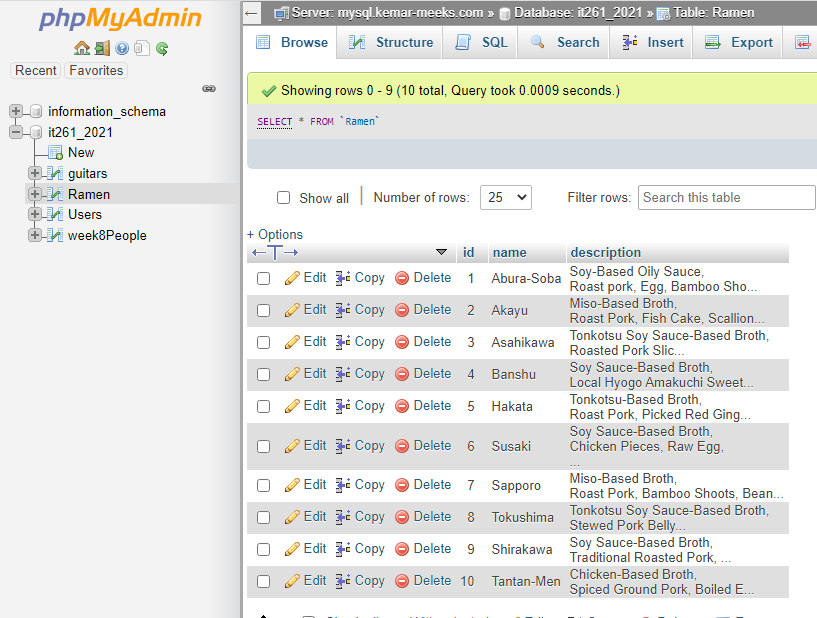 phpMyAdmin
Recent Favorites
information_schema
it261_2021
New
guitars
Ramen
Users
week8People
Server: mysql.kemar-meeks.com » Database: it261_2021 » Table: Ramen
Browse Structure SQL Search Insert Export
Showing rows 0 - 9 (10 total, Query took 0.0009 seconds.)
SELECT * FROM `Ramen`
Show all Number of rows: 25 Filter rows: Search this table
+ Options
←T→ id name description
Edit Copy Delete 1 Abura-Soba Soy-Based Oily Sauce,
Roast pork, Egg, Bamboo Sho...
Edit Copy Delete 2 Akayu Miso-Based Broth,
Roast Pork, Fish Cake, Scallion...
Edit Copy Delete 3 Asahikawa Tonkotsu Soy Sauce-Based Broth,
Roasted Pork Slic...
Edit Copy Delete 4 Banshu Soy Sauce-Based Broth,
Local Hyogo Amakuchi Sweet...
Edit Copy Delete 5 Hakata Tonkotsu-Based Broth,
Roast Pork, Picked Red Ging...
Edit Copy Delete 6 Susaki Soy Sauce-Based Broth,
Chicken Pieces, Raw Egg,
...
Edit Copy Delete 7 Sapporo Miso-Based Broth,
Roast Pork, Bamboo Shoots, Bean...
Edit Copy Delete 8 Tokushima Tonkotsu Soy Sauce-Based Broth,
Stewed Pork Belly...
Edit Copy Delete 9 Shirakawa Soy Sauce-Based Broth,
Traditional Roasted Pork, ...
Edit Copy Delete 10 Tantan-Men Chicken-Based Broth,
Spiced Ground Pork, Boiled E...